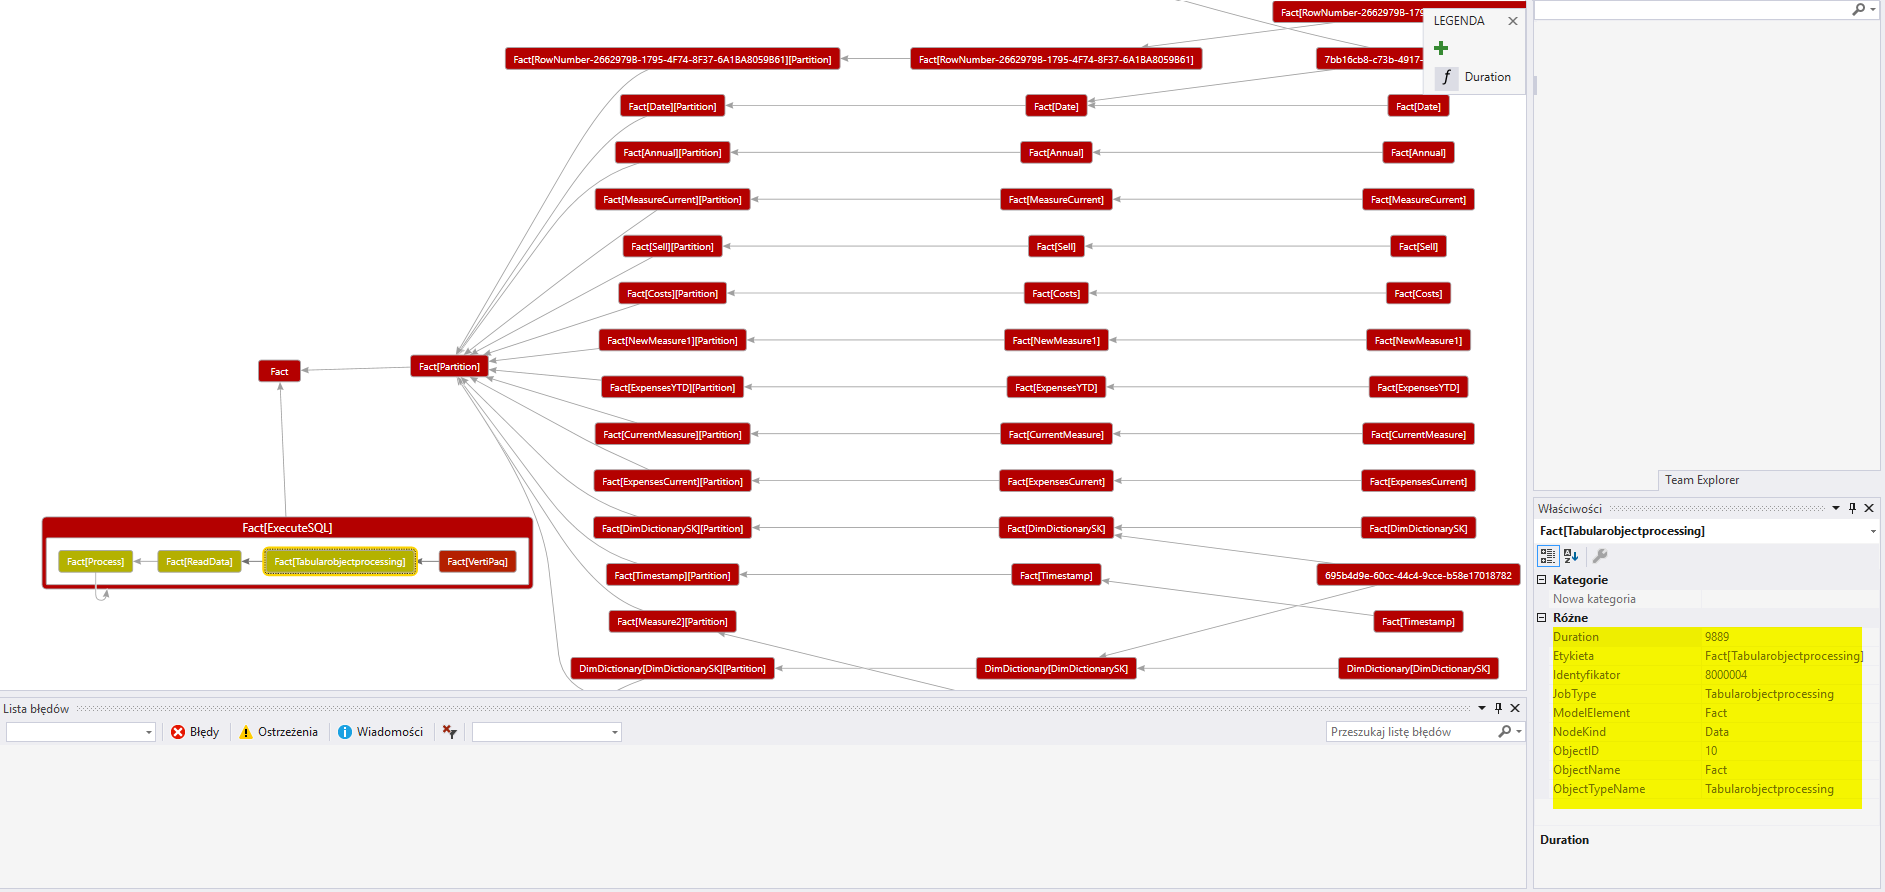 Fact[RowNumber-2662979B-179
LEGENDA
Duration
Fact[RowNumber-2662979B-1795-4F74-8F37-6A1BA8059B61][Partition]
Fact[RowNumber-2662979B-1795-4F74-8F37-6A1BA8059B61]
7bb16cb8-c73b-4917-
Fact[Date][Partition]
Fact[Date]
Fact[Date]
Fact[Annual][Partition]
Fact[Annual]
Fact[Annual]
Fact[MeasureCurrent][Partition]
Fact[MeasureCurrent]
Fact[MeasureCurrent]
Fact[Sell][Partition]
Fact[Sell]
Fact[Sell]
Fact[Costs][Partition]
Fact[Costs]
Fact[Costs]
Fact[NewMeasure1][Partition]
Fact[NewMeasure1]
Fact[NewMeasure1]
Fact
Fact[Partition]
Fact[ExpensesYTD][Partition]
Fact[ExpensesYTD]
Fact[ExpensesYTD]
Fact[CurrentMeasure][Partition]
Fact[CurrentMeasure]
Fact[CurrentMeasure]
Fact[ExpensesCurrent][Partition]
Fact[ExpensesCurrent]
Fact[ExpensesCurrent]
Fact[ExecuteSQL]
Fact[DimDictionarySK][Partition]
Fact[DimDictionarySK]
Fact[DimDictionarySK]
Fact[Process]
Fact[ReadData]
Fact[Tabularobjectprocessing]
Fact[VertiPaq]
Fact[Timestamp][Partition]
Fact[Timestamp]
695b4d9e-60cc-44c4-9cce-b58e17018782
Fact[Measure2][Partition]
Fact[Timestamp]
DimDictionary[DimDictionarySK][Partition]
DimDictionary[DimDictionarySK]
DimDictionary[DimDictionarySK]
Lista błędów
Błędy
Ostrzeżenia
Wiadomości
Przeszukaj listę błędów
Team Explorer
Właściwości
Fact[Tabularobjectprocessing]
Kategorie
Nowa kategoria
Różne
Duration 9889
Etykieta Fact[Tabularobjectprocessing]
Identyfikator 8000004
JobType Tabularobjectprocessing
ModelElement Fact
NodeKind Data
ObjectID 10
ObjectName Fact
ObjectTypeName Tabularobjectprocessing
Duration